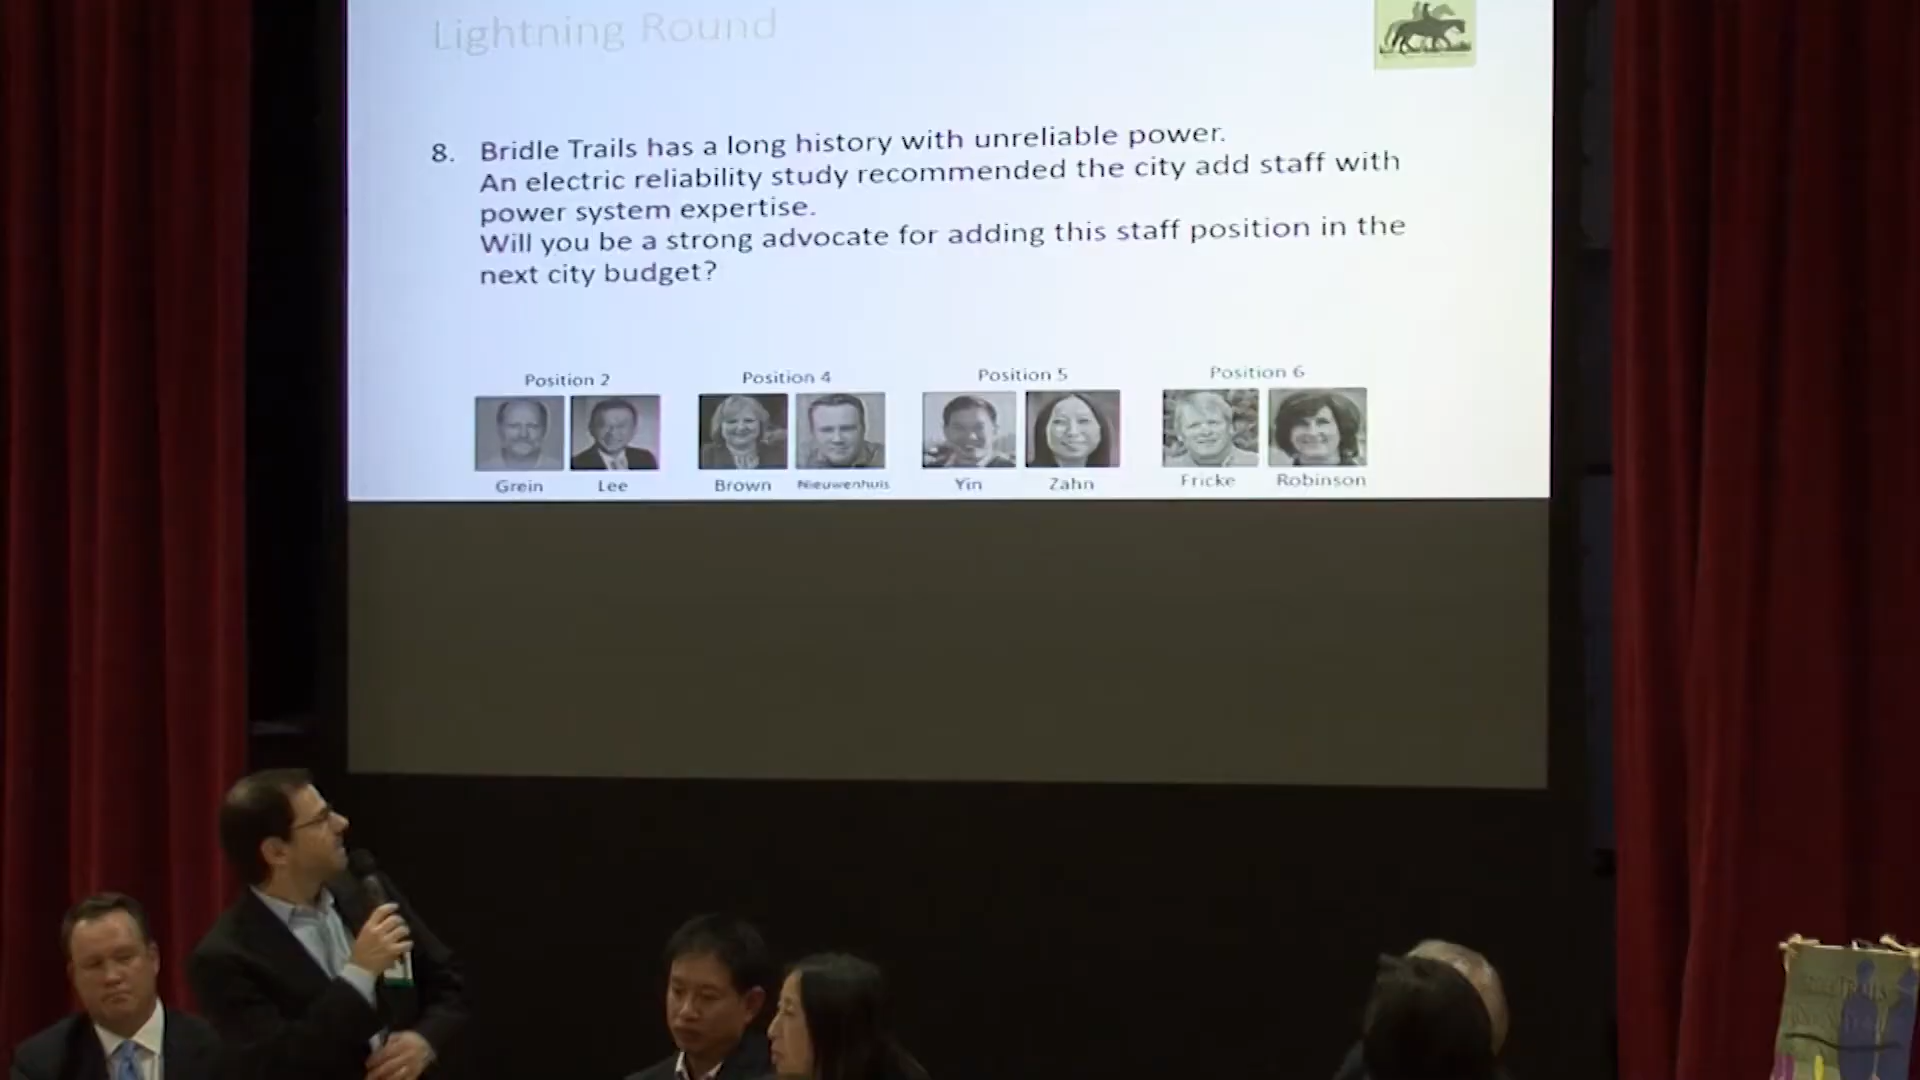 Lightning Round
8. Bridle Trails has a long history with unreliable power.
An electric reliability study recommended the city add staff with
power system expertise.
Will you be a strong advocate for adding this staff position in the
next city budget?
Position 2 Position 4 Position 5 Position 6
Grein Lee Brown Nieuwenhuis Yin Zahn Fricke Robinson